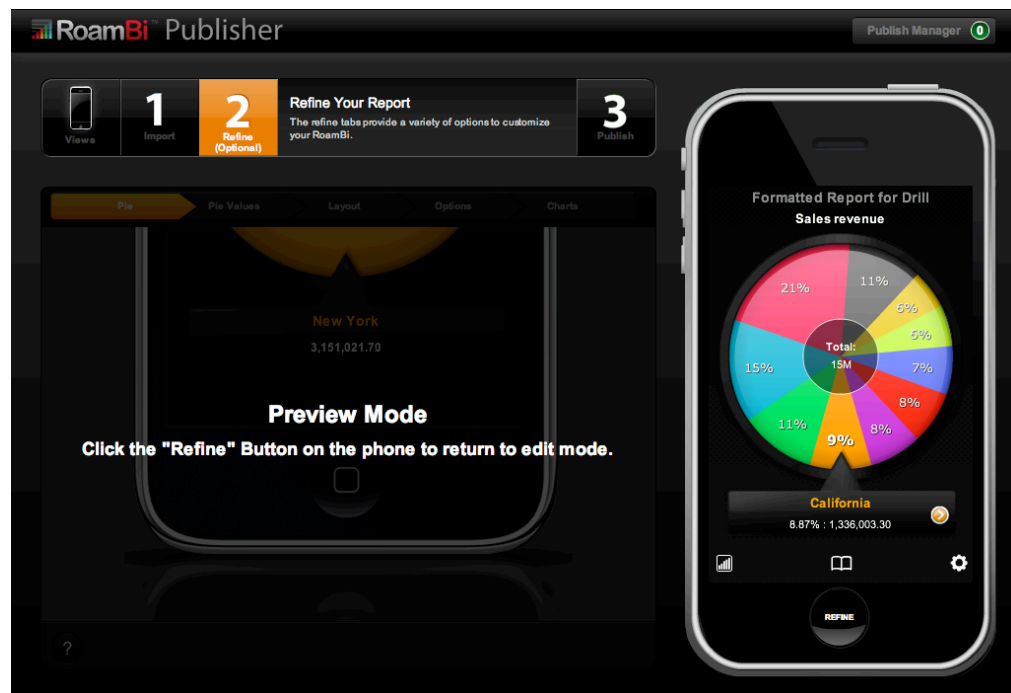 RoamBi™ Publisher
Publish Manager 0
Views
1
Import
2
Refine
(Optional)
Refine Your Report
The refine tabs provide a variety of options to customize
your RoamBi.
3
Publish
Pie
Pie Values
Layout
Options
Charts
New York
3,151,021.70
Preview Mode
Click the "Refine" Button on the phone to return to edit mode.
?
Formatted Report for Drill
Sales revenue
21%
11%
6%
6%
7%
8%
8%
9%
11%
15%
Total:
15M
California
8.87% : 1,336,003.30
REFINE